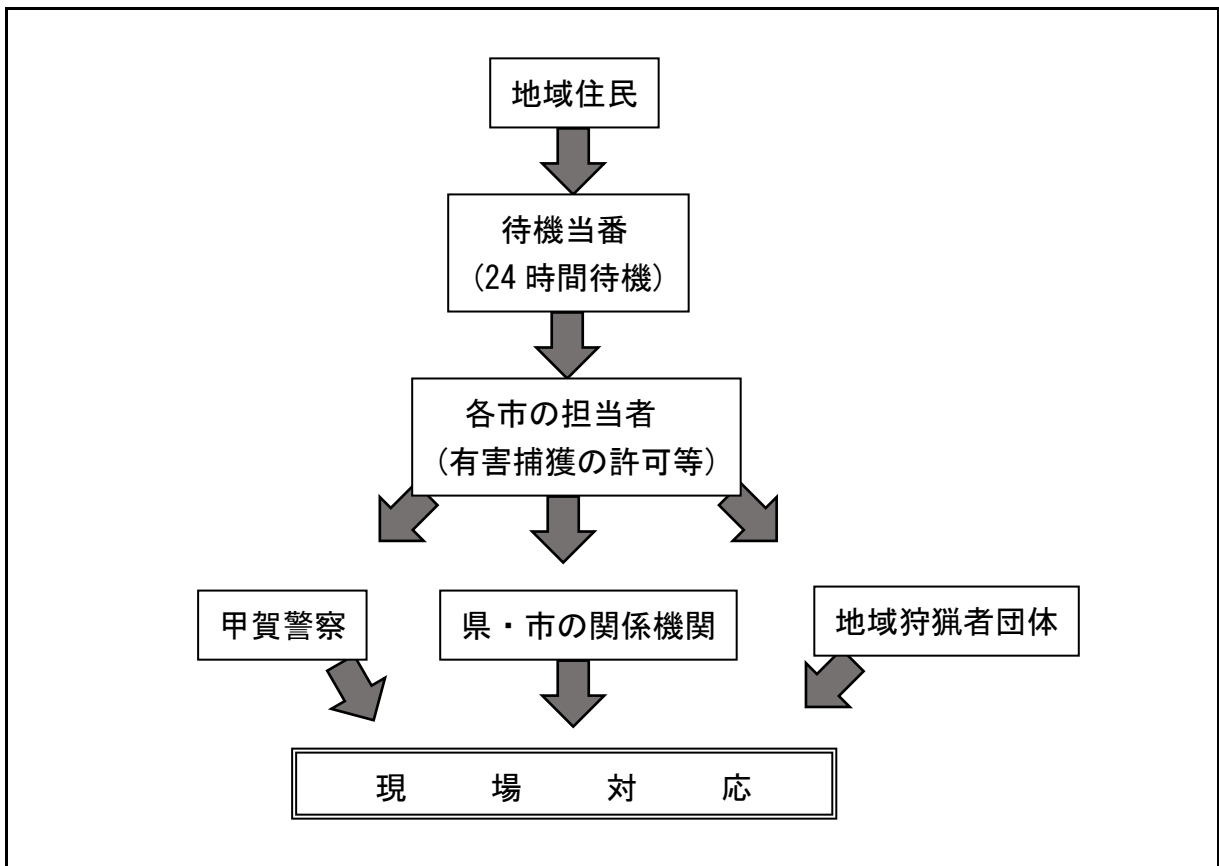 地域住民
待機当番
(24時間待機)
各市の担当者
(有害捕獲の許可等)
甲賀警察
県・市の関係機関
地域狩猟者団体
現場対応